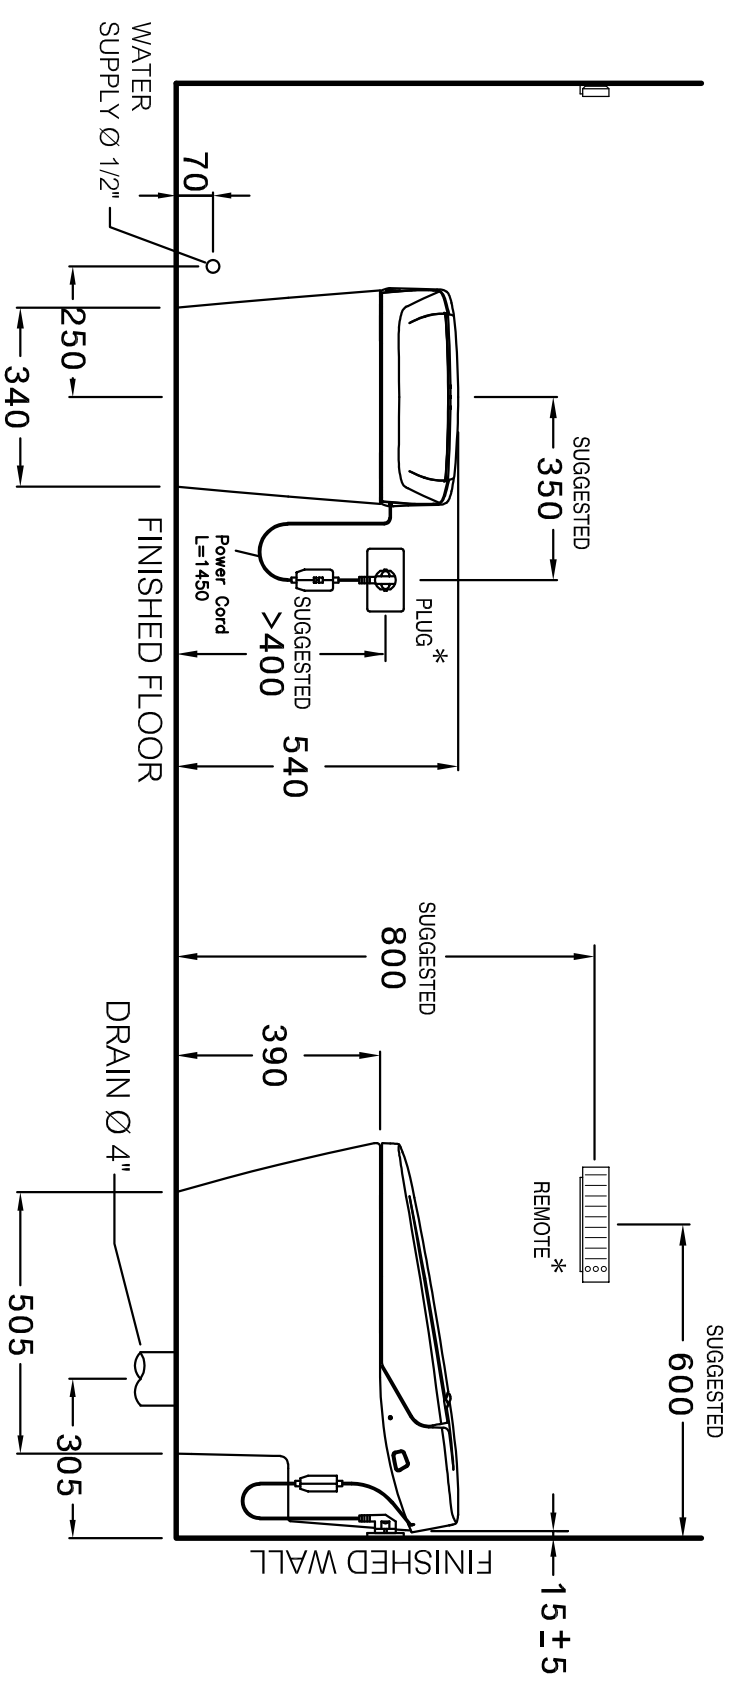 WATER
SUPPLY Ø 1/2"
70
250
340
SUGGESTED
350
PLUG*
Power Cord
L=1450
SUGGESTED
>400
540
FINISHED FLOOR
SUGGESTED
800
390
DRAIN Ø 4"
505
305
REMOTE*
SUGGESTED
600
15±5
FINISHED WALL